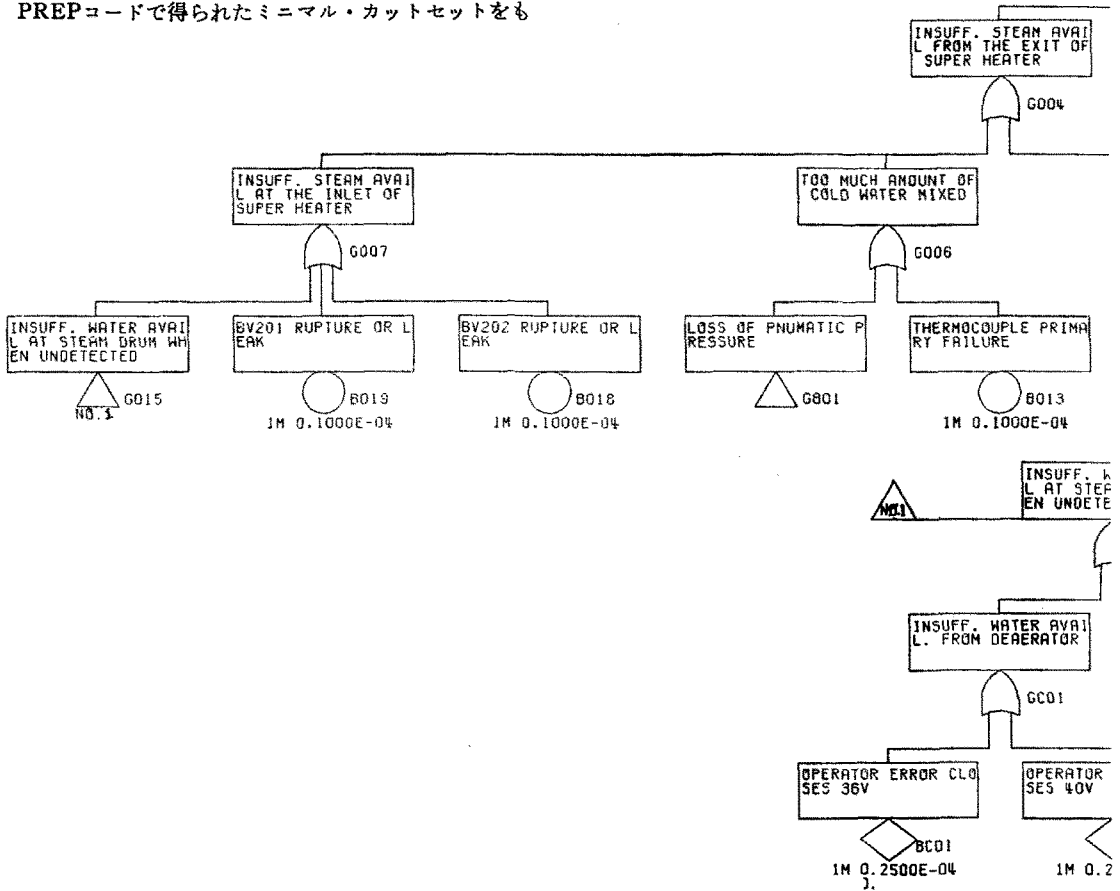 PREPコードで得られたミニマル・カットセットをも
INSUFF. STEAM AVAI
L FROM THE EXIT OF
SUPER HEATER
G004
INSUFF. STEAM AVAI
L AT THE INLET OF
SUPER HEATER
G007
TOO MUCH AMOUNT OF
COLD WATER MIXED
G006
INSUFF. WATER AVAI
L AT STEAM DRUM WH
EN UNDETECTED
G015
NO.1
BV201 RUPTURE OR L
EAK
B019
1M 0.1000E-04
BV202 RUPTURE OR L
EAK
B018
1M 0.1000E-04
LOSS OF PNUMATIC P
RESSURE
G801
THERMOCOUPLE PRIMA
RY FAILURE
B013
1M 0.1000E-04
NO.1
INSUFF. W
L AT STEA
EN UNDETE
INSUFF. WATER AVAI
L. FROM DEAERATOR
GC01
OPERATOR ERROR CLO
SES 36V
BC01
1M 0.2500E-04
OPERATOR
SES 40V
1M 0.2